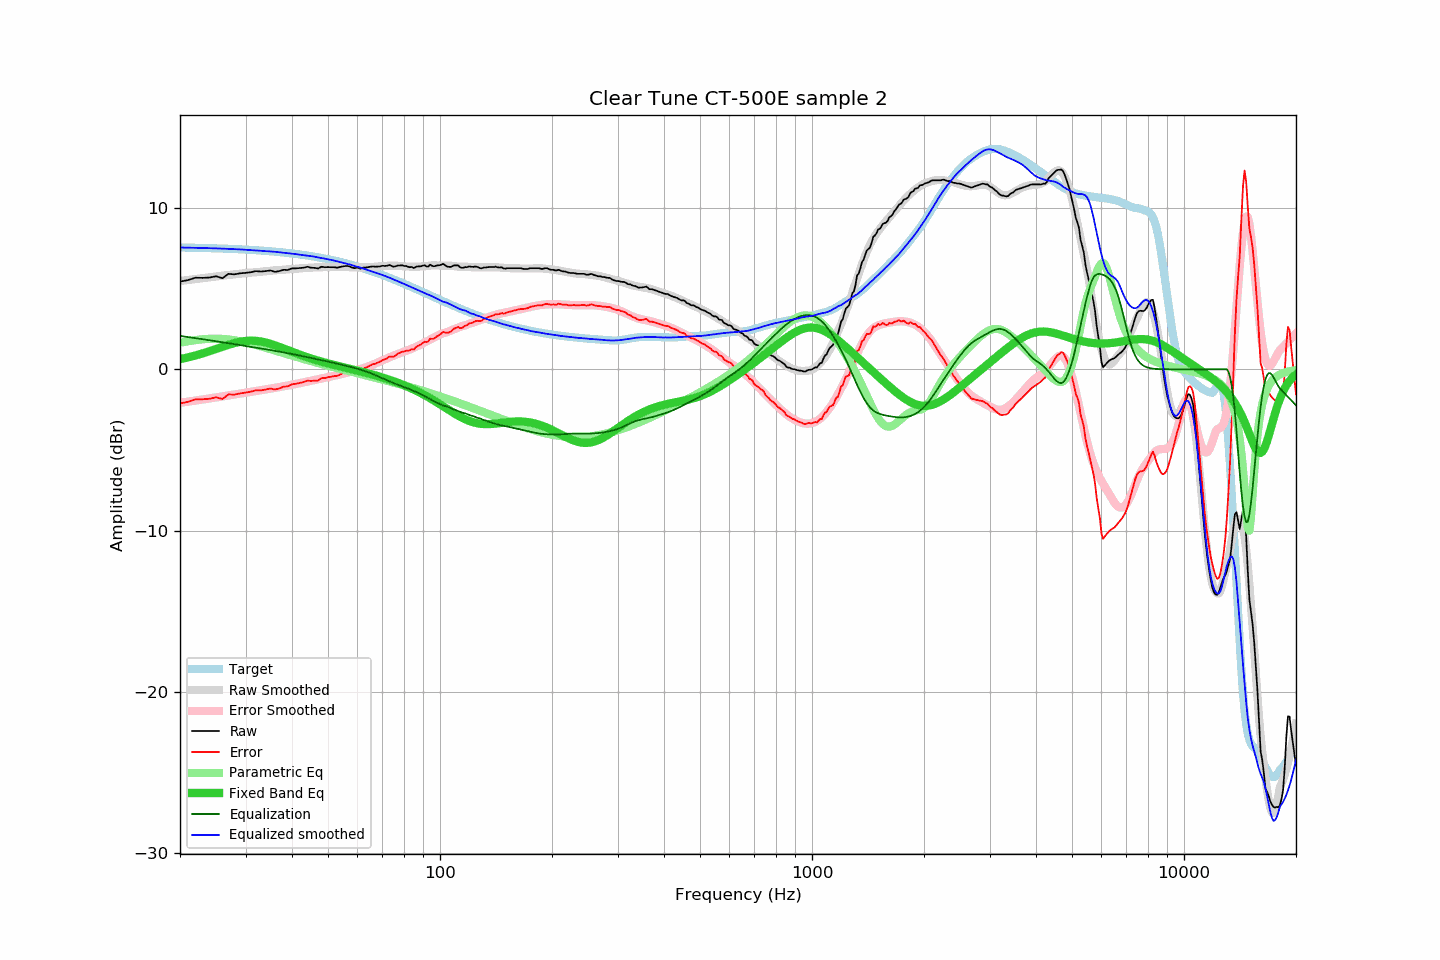 Clear Tune CT-500E sample 2
10
0
−10
−20
−30
Amplitude (dBr)
Target
Raw Smoothed
Error Smoothed
Raw
Error
Parametric Eq
Fixed Band Eq
Equalization
Equalized smoothed
100
1000
10000
Frequency (Hz)